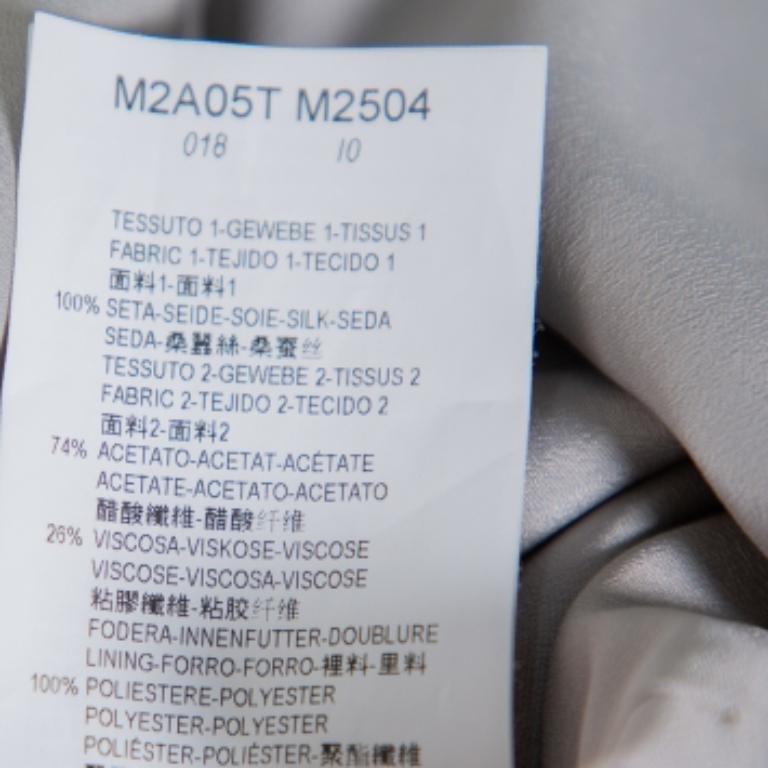 M2A05T M2504
018 10
TESSUTO 1-GEWEBE 1-TISSUS 1
FABRIC 1-TEJIDO 1-TECIDO 1
面料1-面料1
100% SETA-SEIDE-SOIE-SILK-SEDA
SEDA-桑蠶絲-桑蚕丝
TESSUTO 2-GEWEBE 2-TISSUS 2
FABRIC 2-TEJIDO 2-TECIDO 2
面料2-面料2
74% ACETATO-ACETAT-ACÉTATE
ACETATE-ACETATO-ACETATO
醋酸纖維-醋酸纤维
26% VISCOSA-VISKOSE-VISCOSE
VISCOSE-VISCOSA-VISCOSE
粘膠纖維-粘胶纤维
FODERA-INNENFUTTER-DOUBLURE
LINING-FORRO-FORRO-裡料-里料
100% POLIESTERE-POLYESTER
POLYESTER-POLYESTER
POLIÉSTER-POLIÉSTER-聚酯纖維